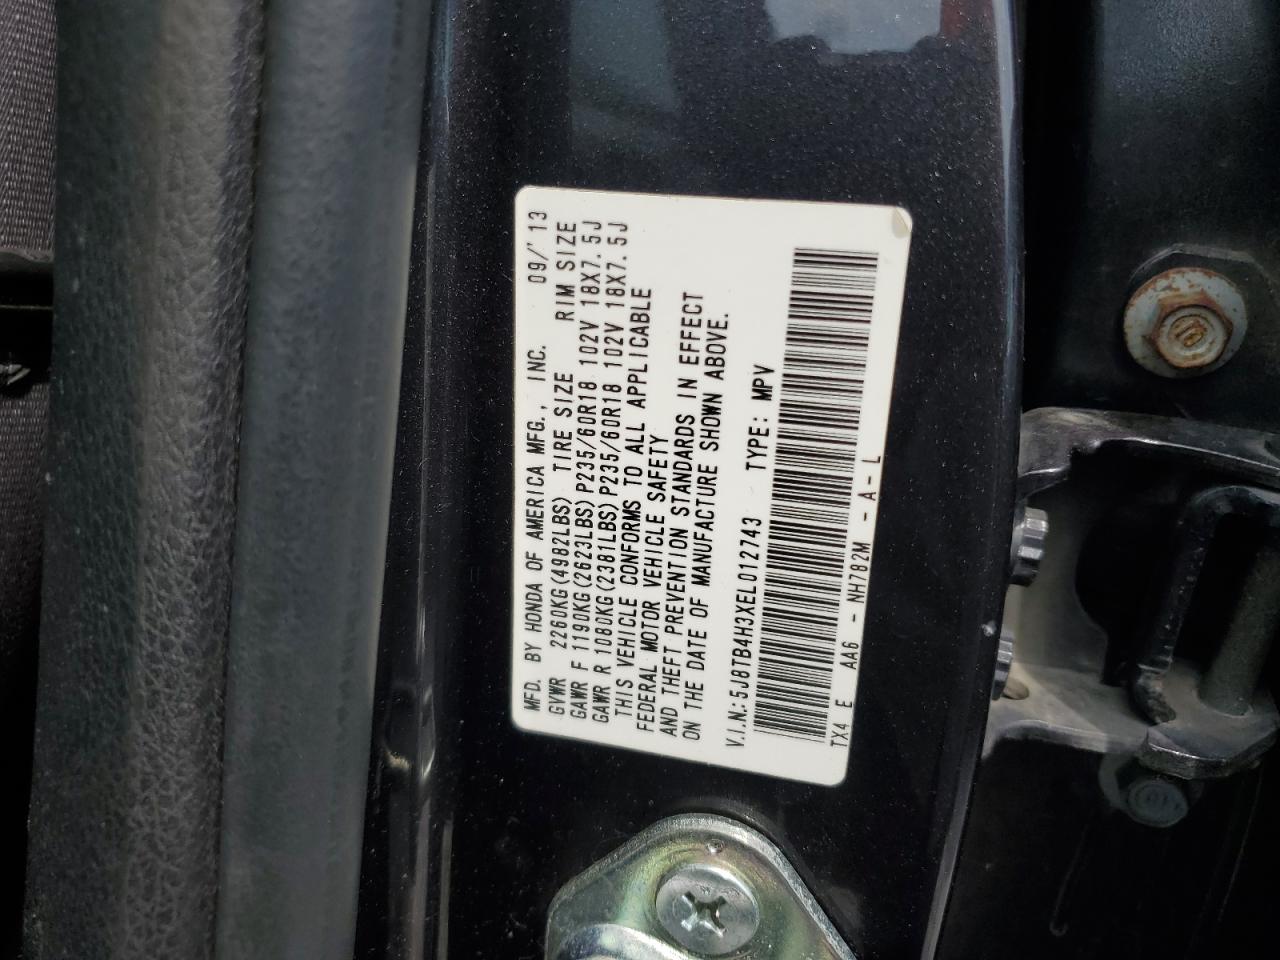 MFD. BY HONDA OF AMERICA MFG., INC. 09/'13
GVWR 2260KG(4982LBS) TIRE SIZE RIM SIZE
GAWR F 1190KG(2623LBS) P235/60R18 102V 18X7.5J
GAWR R 1080KG(2381LBS) P235/60R18 102V 18X7.5J
THIS VEHICLE CONFORMS TO ALL APPLICABLE
FEDERAL MOTOR VEHICLE SAFETY
AND THEFT PREVENTION STANDARDS IN EFFECT
ON THE DATE OF MANUFACTURE SHOWN ABOVE.
V.I.N.:5J8TB4H3XEL012743 TYPE: MPV
TX4 E AA6 - NH782M - A - L